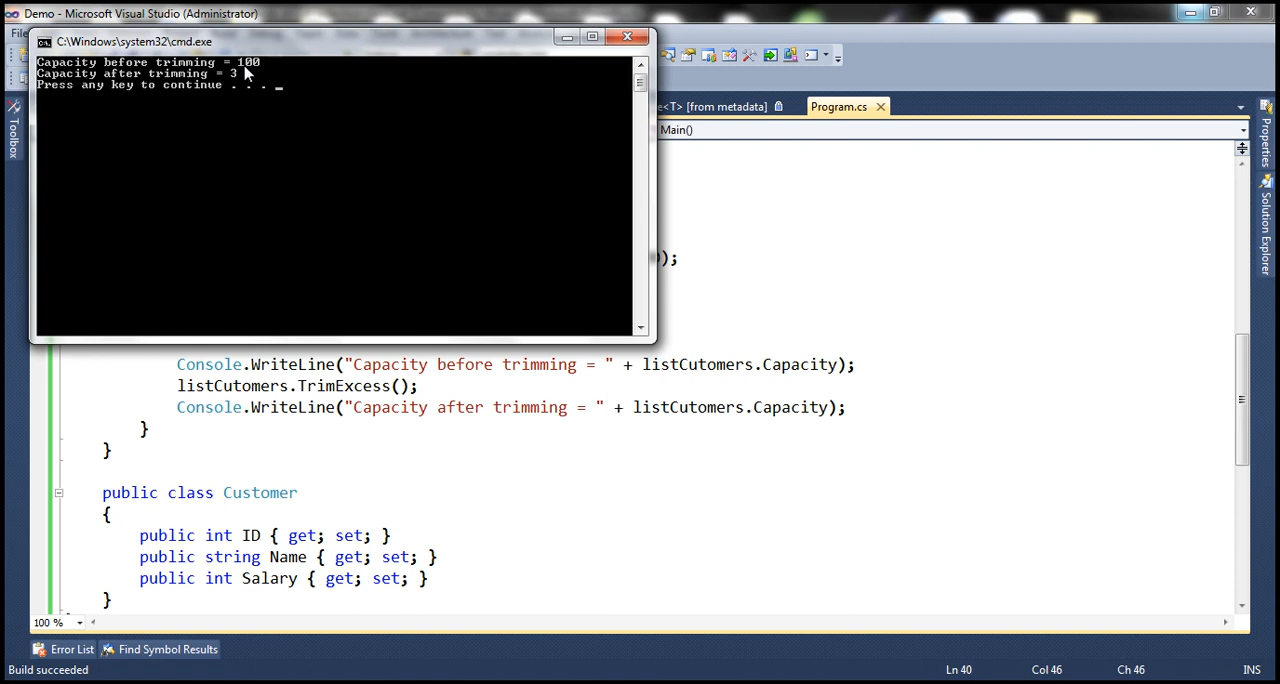 Demo - Microsoft Visual Studio (Administrator)
File
C:\Windows\system32\cmd.exe
Capacity before trimming = 100
Capacity after trimming = 3
Press any key to continue . . . _
e<T> [from metadata]
Program.cs
Main()
Toolbox
Properties
Solution Explorer
);
Console.WriteLine("Capacity before trimming = " + listCutomers.Capacity);
listCutomers.TrimExcess();
Console.WriteLine("Capacity after trimming = " + listCutomers.Capacity);
}
}
public class Customer
{
public int ID { get; set; }
public string Name { get; set; }
public int Salary { get; set; }
}
100 %
Error List
Find Symbol Results
Build succeeded
Ln 40
Col 46
Ch 46
INS